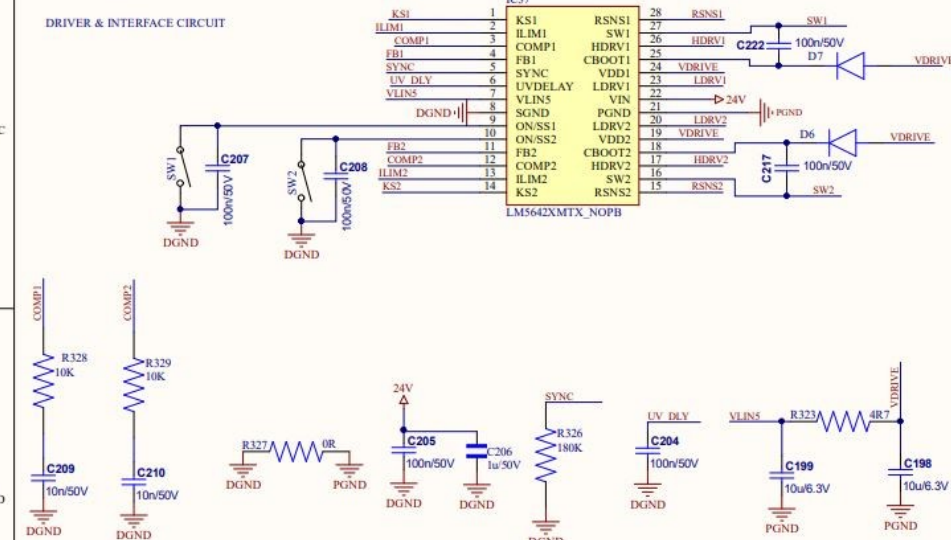 DRIVER & INTERFACE CIRCUIT
KS1 1 KS1 RSNS1 28 RSNS1
ILIM1 2 ILIM1 SW1 27 SW1
COMP1 3 COMP1 HDRV1 26 HDRV1
FB1 4 FB1 CBOOT1 25
SYNC 5 SYNC VDD1 24 VDRIVE
UV_DLY 6 UVDELAY LDRV1 23 LDRV1
VLIN5 7 VLIN5 VIN 22 24V
DGND 8 SGND PGND 21 PGND
9 ON/SS1 LDRV2 20 LDRV2
10 ON/SS2 VDD2 19 VDRIVE
FB2 11 FB2 CBOOT2 18
COMP2 12 COMP2 HDRV2 17 HDRV2
ILIM2 13 ILIM2 SW2 16 SW2
KS2 14 KS2 RSNS2 15 RSNS2
LM5642XMTX_NOPB
C222 100n/50V
D7
D6 VDRIVE
C217 100n/50V
SW1
C207
100n/50V
DGND
SW2
C208
100n/50V
DGND
COMP1
R328
10K
C209
10n/50V
DGND
COMP2
R329
10K
C210
10n/50V
DGND
R327 0R
DGND PGND
24V
C205
100n/50V
DGND
C206
1u/50V
DGND
SYNC
R326
180K
UV_DLY
C204
100n/50V
DGND
VLIN5 R323 4R7 VDRIVE
C199
10u/6.3V
PGND
C198
10u/6.3V
PGND